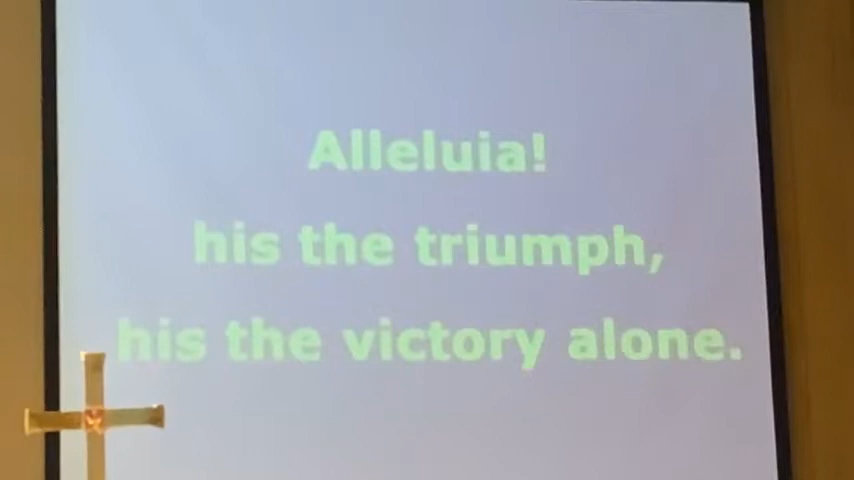 Alleluia!
his the triumph,
his the victory alone.